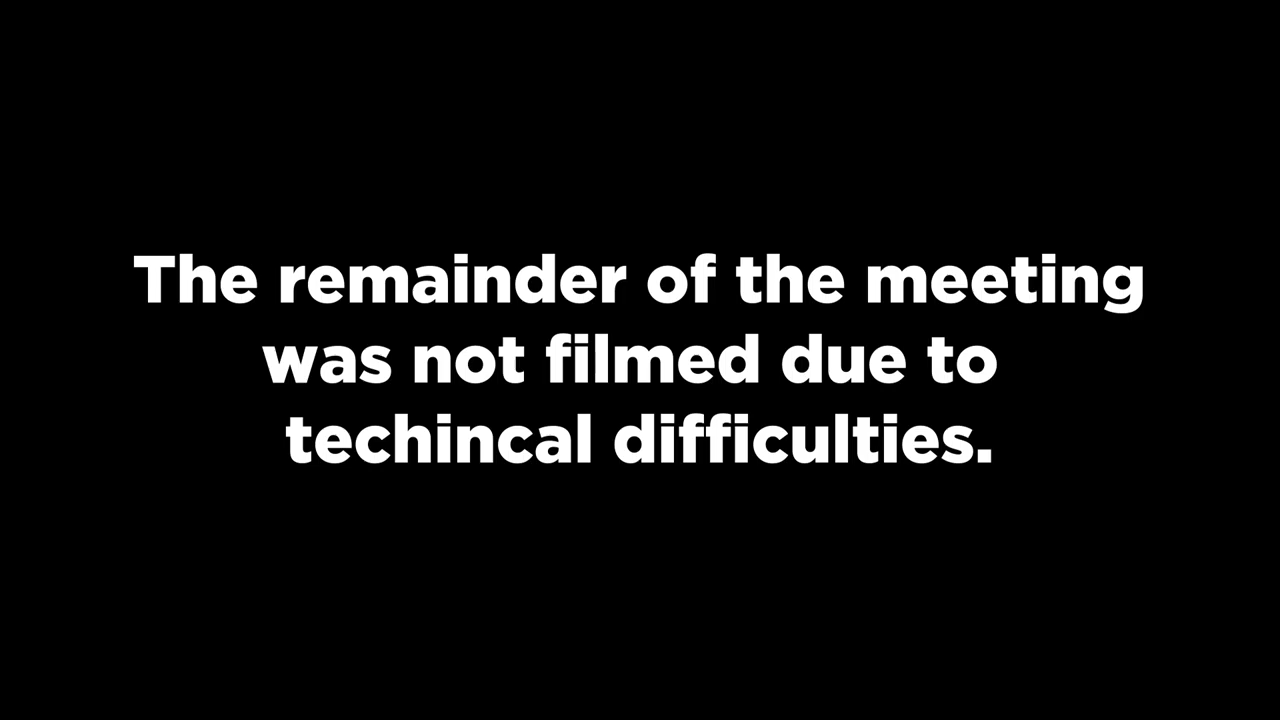 The remainder of the meeting
was not filmed due to
techincal difficulties.